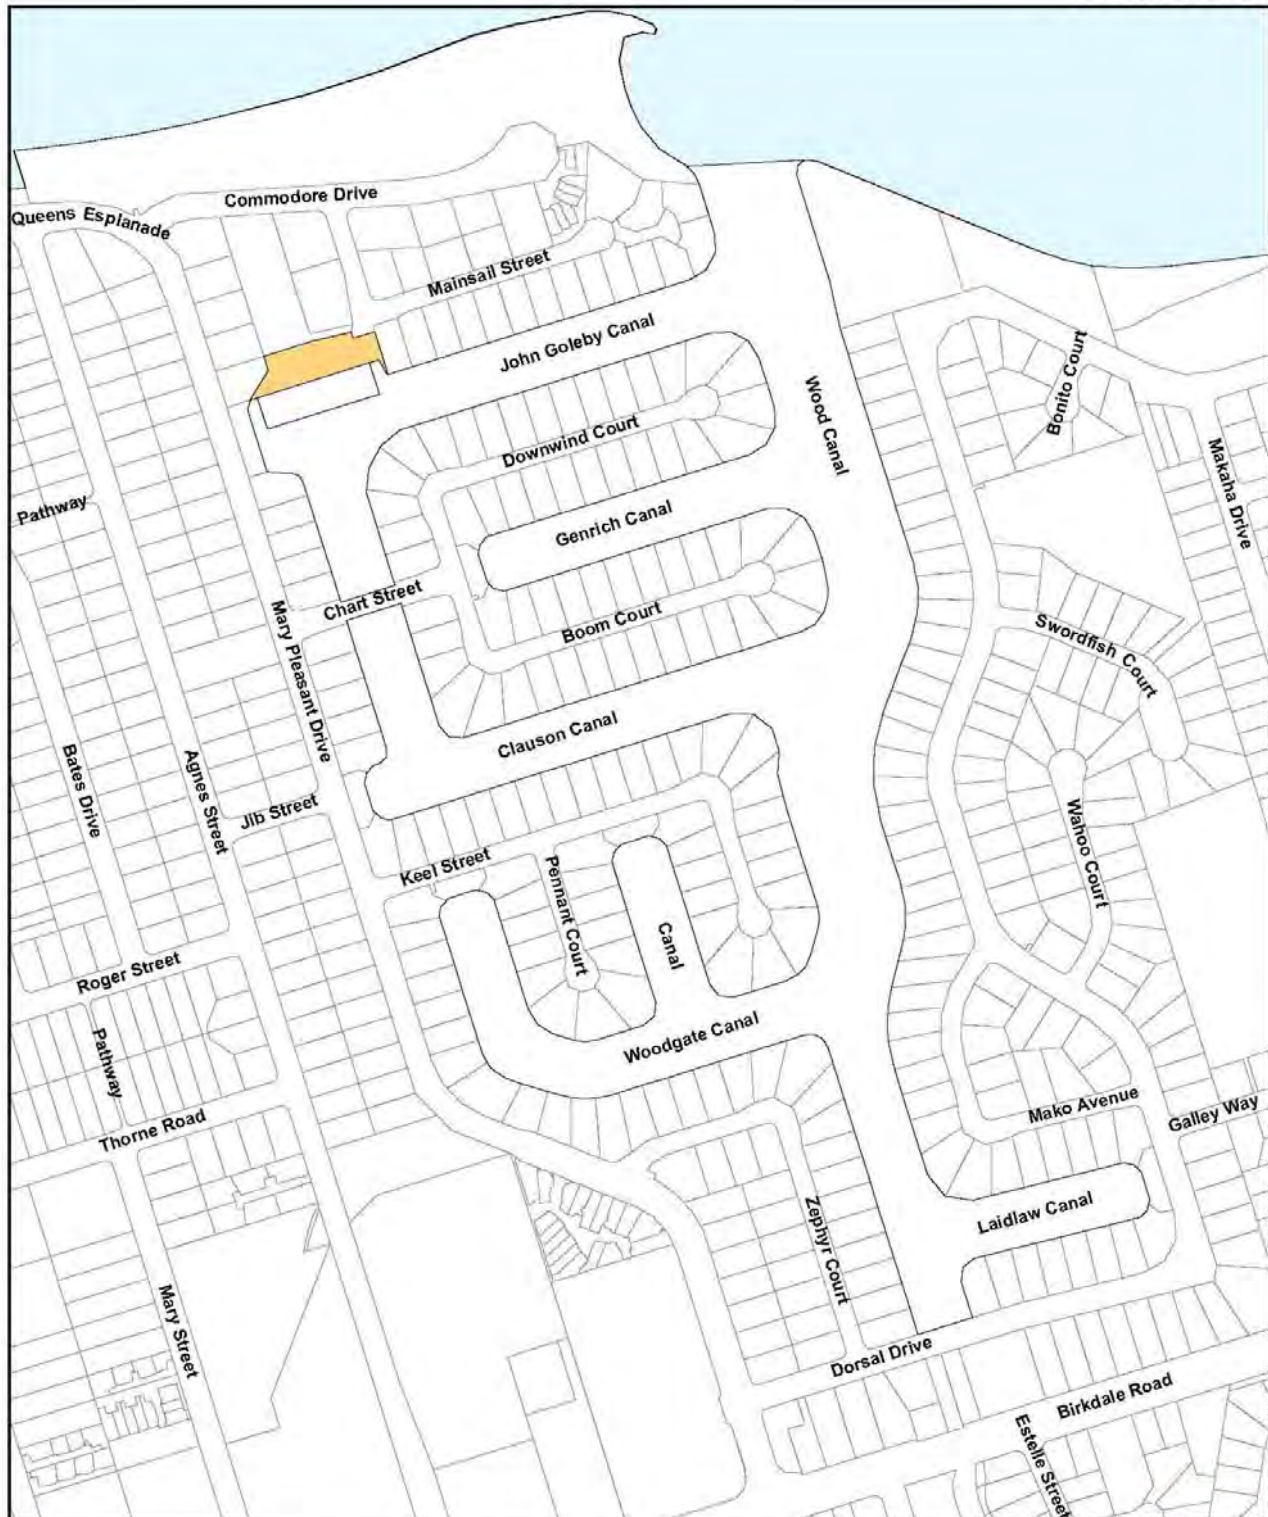 Commodore Drive
Queens Esplanade
Mainsail Street
John Goleby Canal
Wood Canal
Bonito Court
Downwind Court
Makaha Drive
Pathway
Genrich Canal
Chart Street
Boom Court
Mary Pleasant Drive
Swordfish Court
Clauson Canal
Bates Drive
Agnes Street
Jib Street
Wahoo Court
Keel Street
Pennant Court
Canal
Roger Street
Pathway
Woodgate Canal
Thorne Road
Mako Avenue
Galley Way
Zephyr Court
Laidlaw Canal
Mary Street
Dorsal Drive
Birkdale Road
Estelle Street